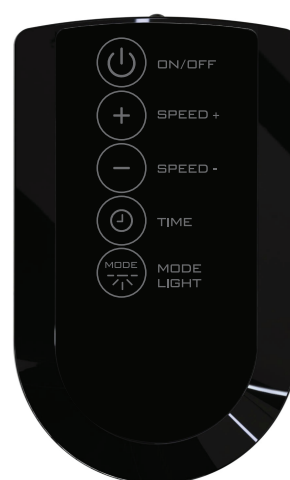 ON/OFF
SPEED +
SPEED -
TIME
MODE
MODE
LIGHT